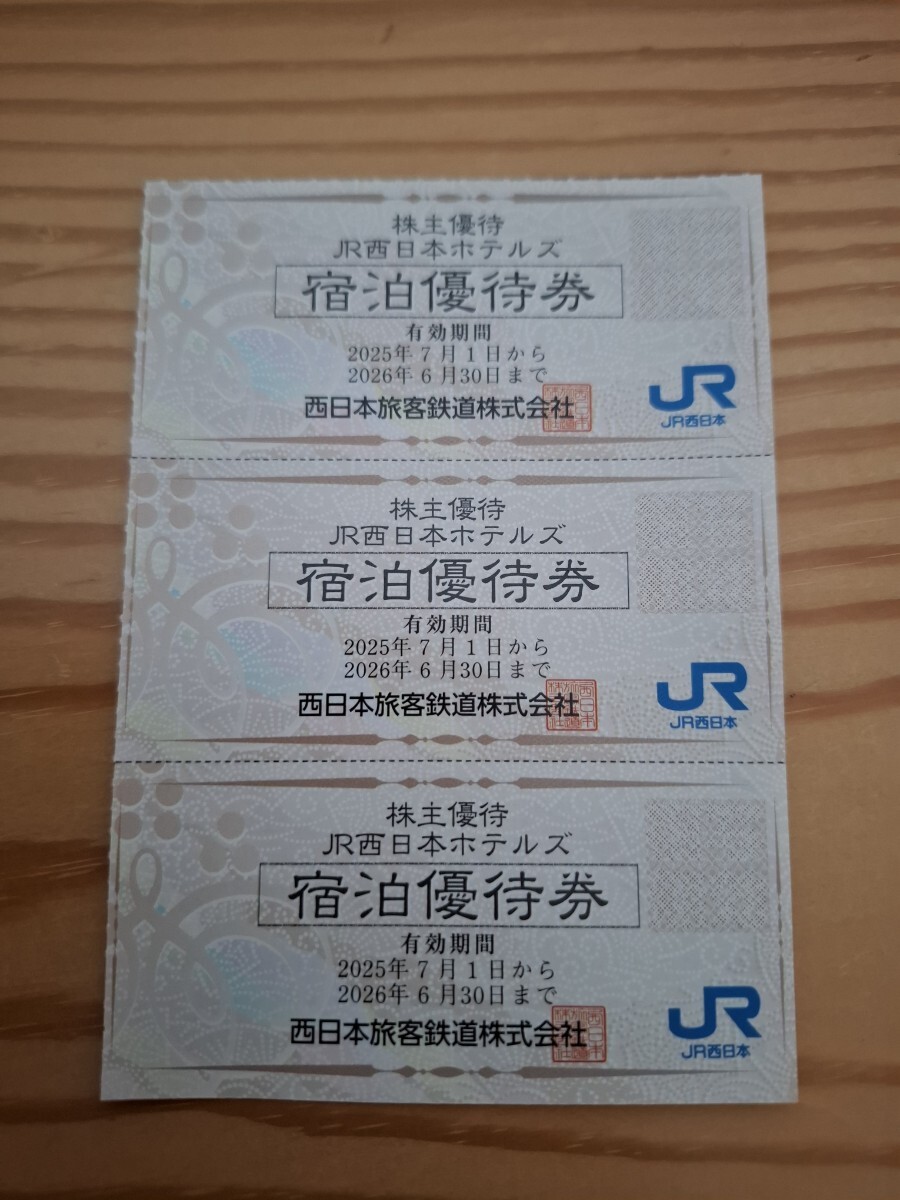 株主優待
JR西日本ホテルズ
宿泊優待券
有効期間
2025年7月1日から
2026年6月30日まで
西日本旅客鉄道株式会社
JR
JR西日本
株主優待
JR西日本ホテルズ
宿泊優待券
有効期間
2025年7月1日から
2026年6月30日まで
西日本旅客鉄道株式会社
JR
JR西日本
株主優待
JR西日本ホテルズ
宿泊優待券
有効期間
2025年7月1日から
2026年6月30日まで
西日本旅客鉄道株式会社
JR
JR西日本